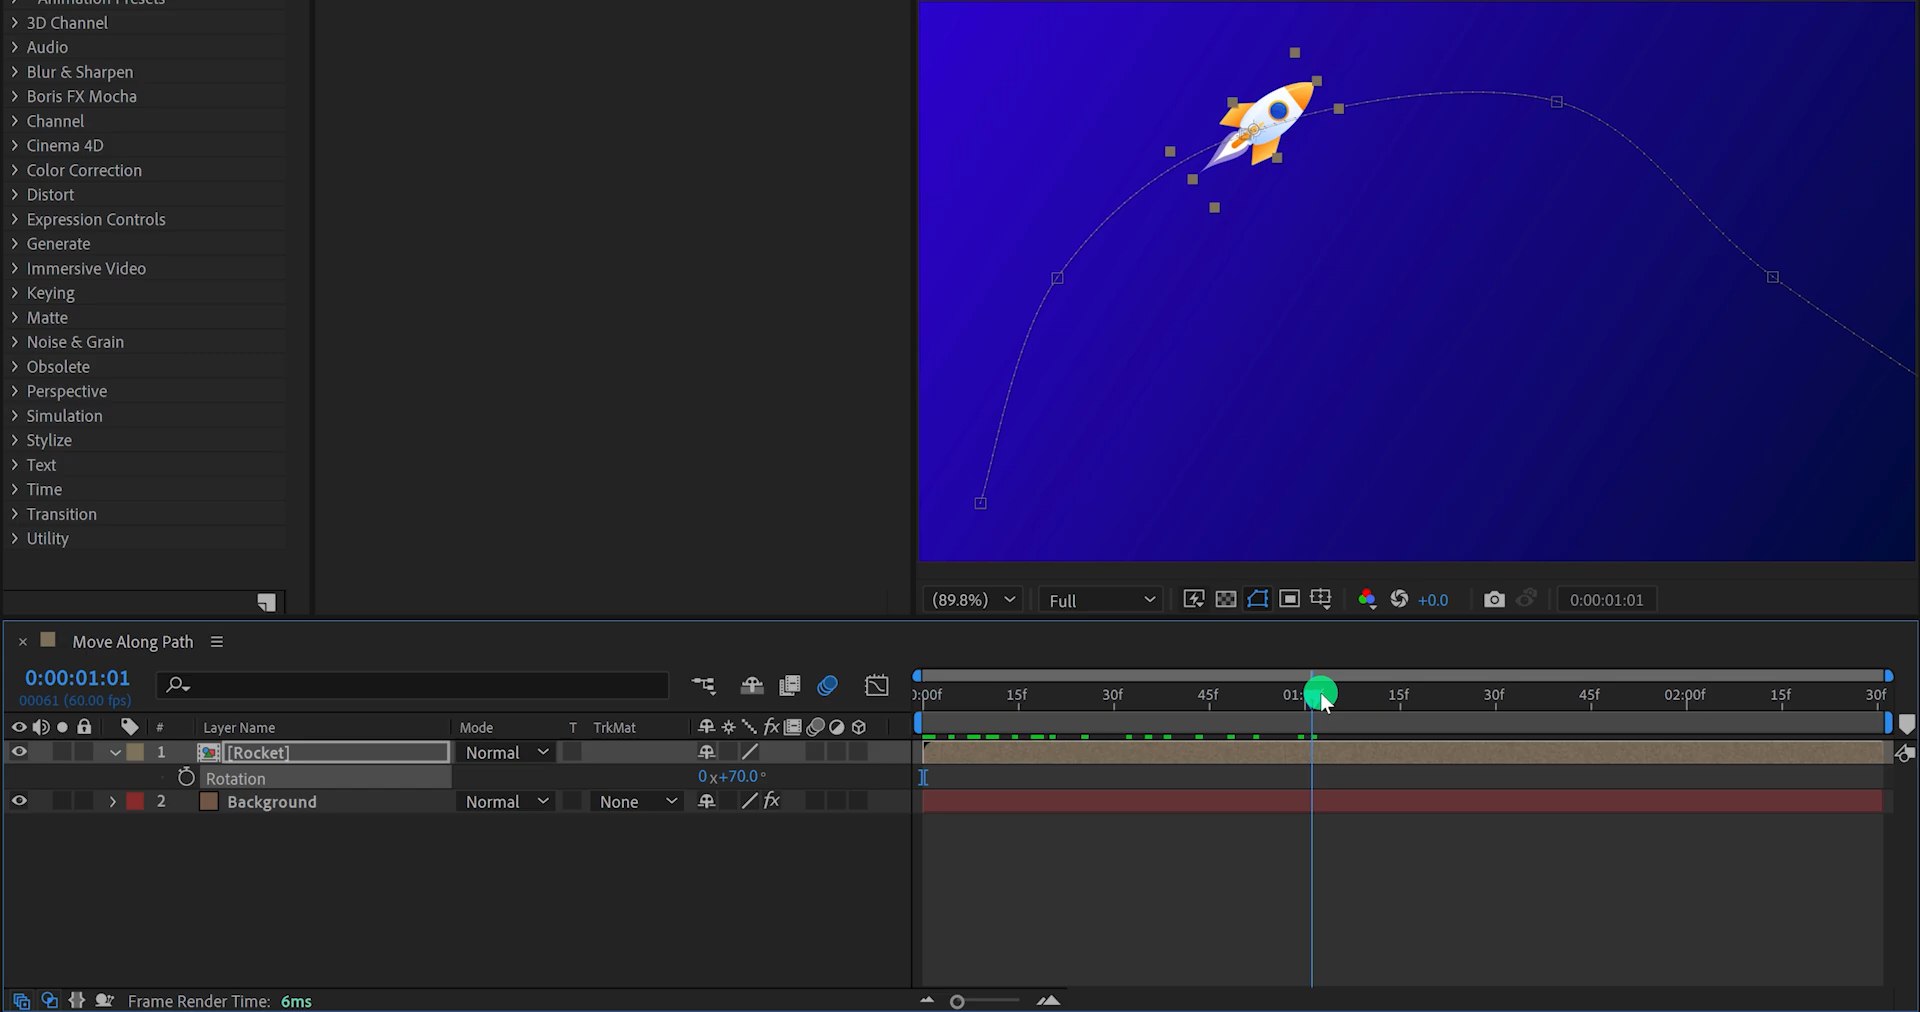 Animation Presets
3D Channel
Audio
Blur & Sharpen
Boris FX Mocha
Channel
Cinema 4D
Color Correction
Distort
Expression Controls
Generate
Immersive Video
Keying
Matte
Noise & Grain
Obsolete
Perspective
Simulation
Stylize
Text
Time
Transition
Utility
(89.8%) Full +0.0 0:00:01:01
Move Along Path
0:00:01:01
00061 (60.00 fps)
15f 30f 45f 15f 30f 45f 02:00f 15f 30f
# Layer Name Mode T TrkMat fx
1 [Rocket] Normal
Rotation 0x+70.0°
2 Background Normal None fx
Frame Render Time: 6ms